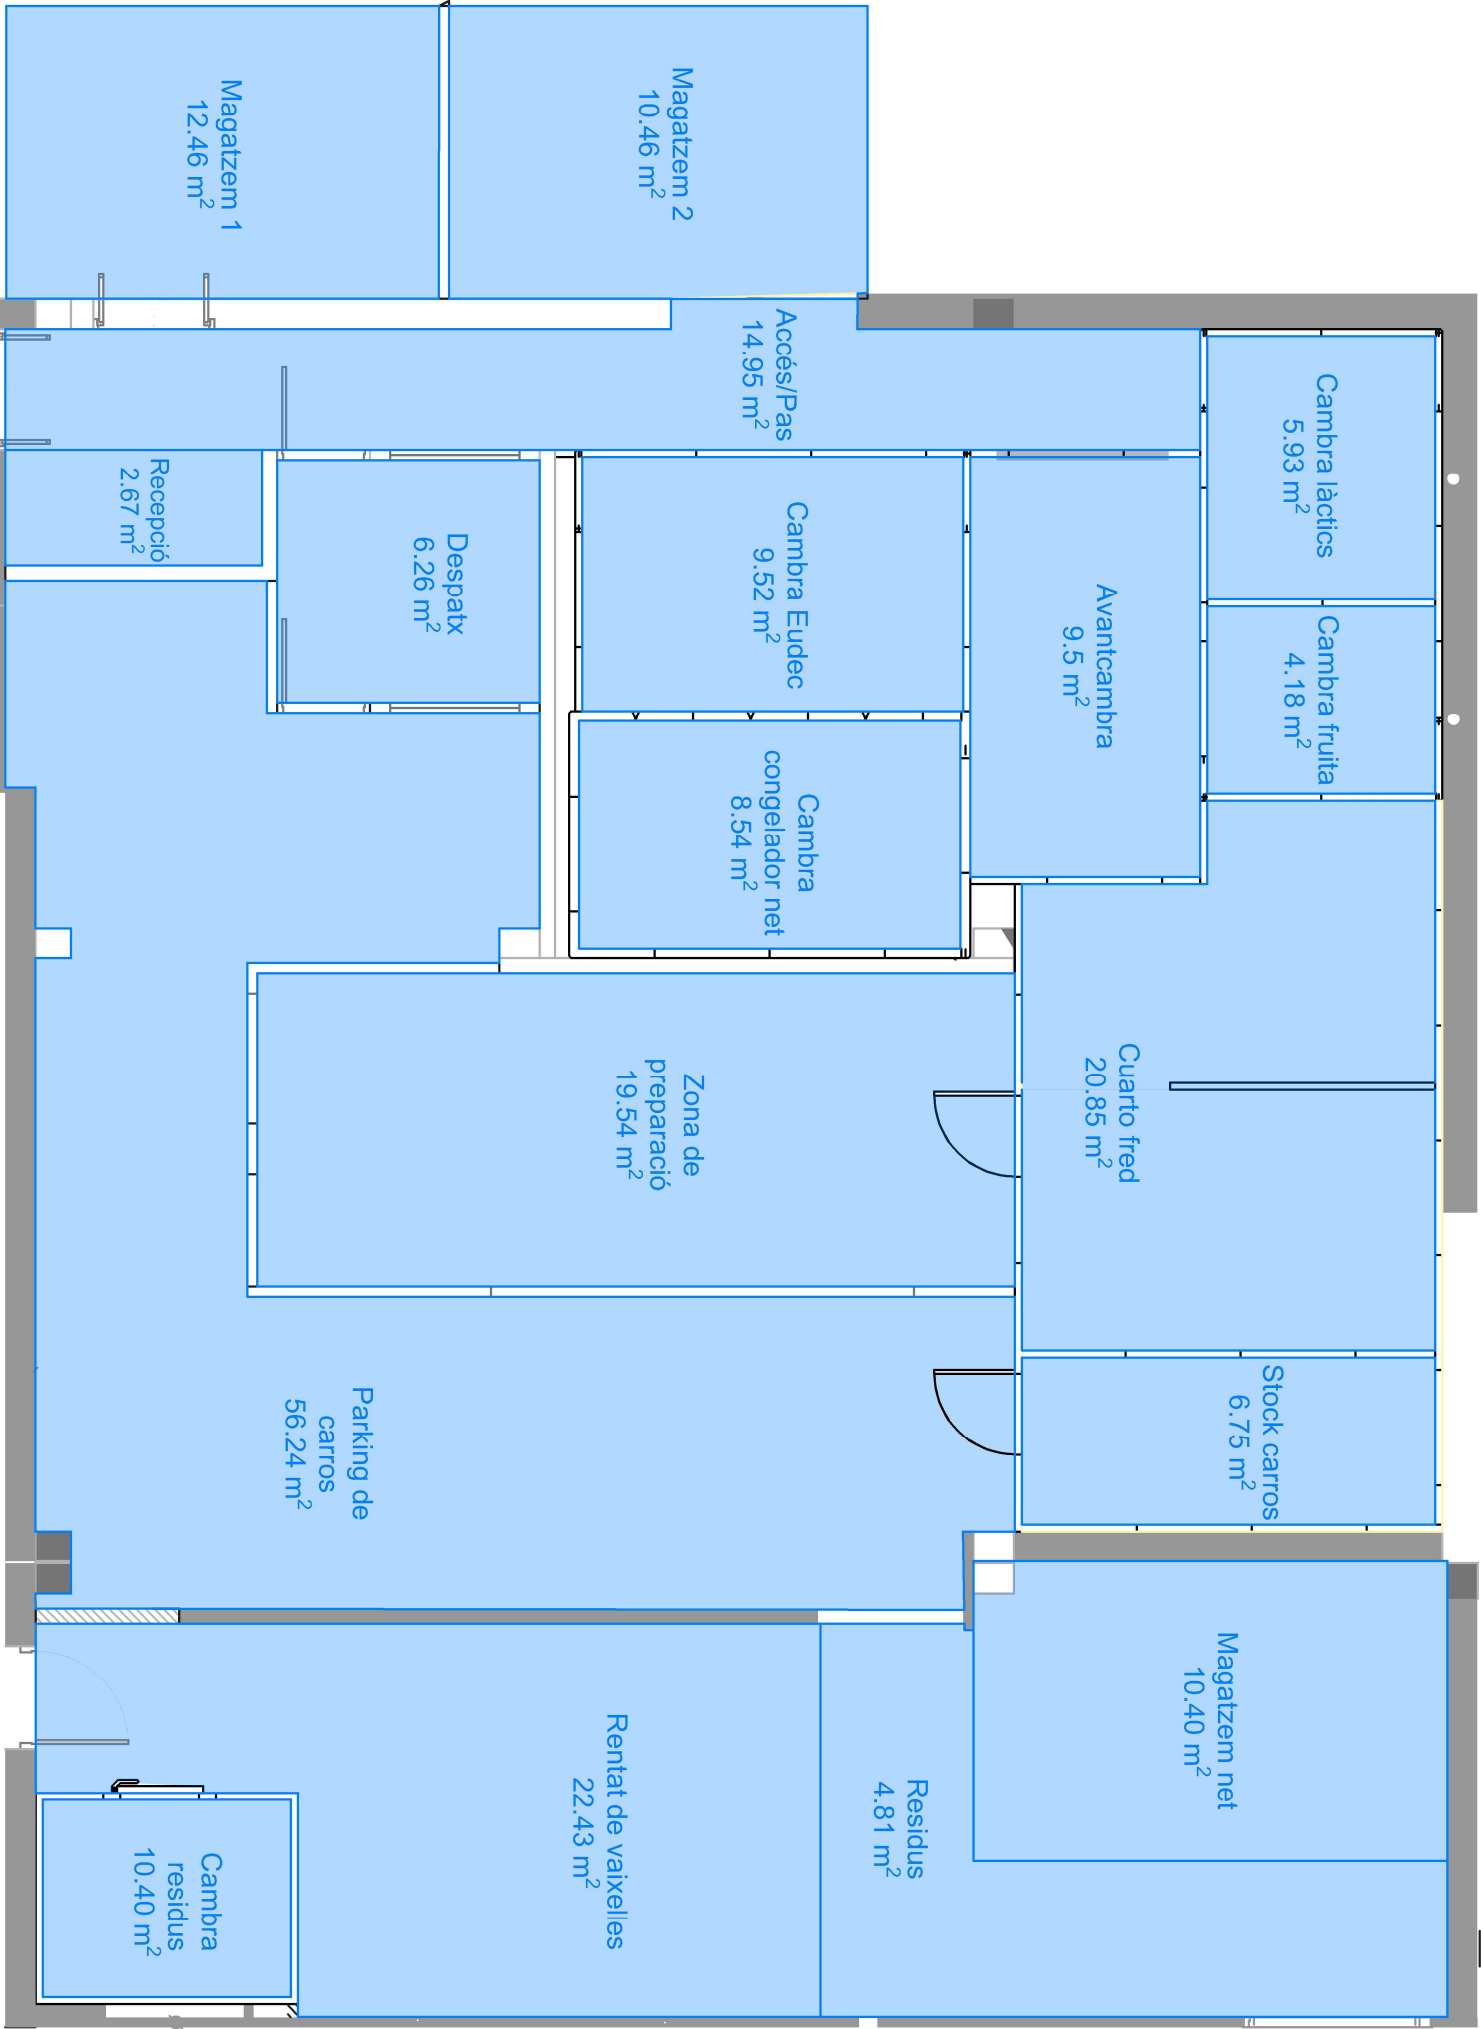 Magatzem 1
12.46 m²
Magatzem 2
10.46 m²
Accés/Pas
14.95 m²
Cambra làctics
5.93 m²
Recepció
2.67 m²
Despatx
6.26 m²
Cambra Eudec
9.52 m²
Avantcambra
9.5 m²
Cambra fruita
4.18 m²
Cambra
congelador net
8.54 m²
Zona de
preparació
19.54 m²
Cuarto fred
20.85 m²
Parking de
carros
56.24 m²
Stock carros
6.75 m²
Magatzem net
10.40 m²
Rentat de vaixelles
22.43 m²
Residus
4.81 m²
Cambra
residus
10.40 m²